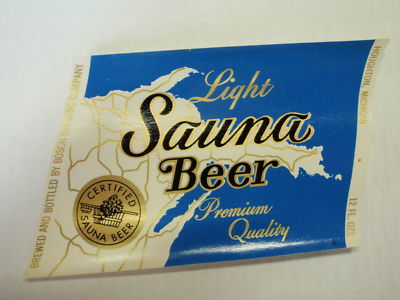 Light
Sauna
Beer
Premium
Quality
CERTIFIED
SAUNA BEER
BREWED AND BOTTLED BY BOSCH BREWING COMPANY
HOUGHTON, MICHIGAN
12 FL. OZS.